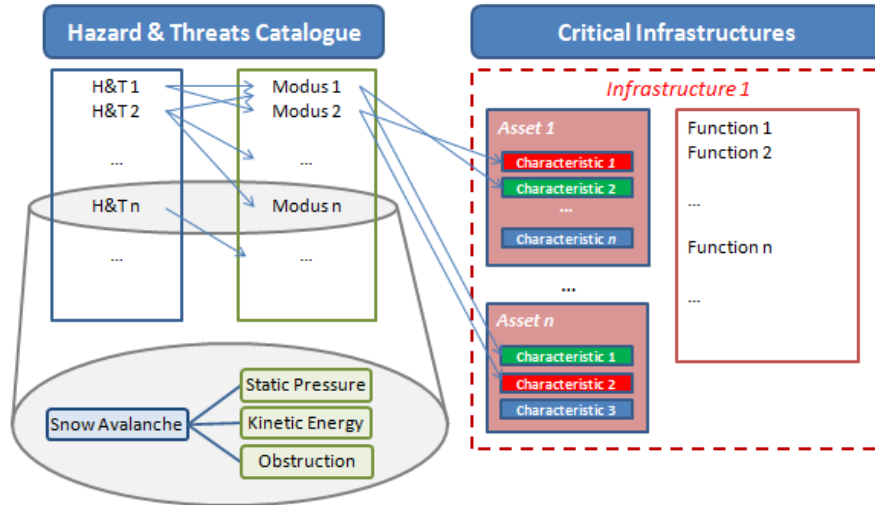 Hazard & Threats Catalogue
H&T 1
H&T 2
...
H&T n
...
Modus 1
Modus 2
...
Modus n
...
Snow Avalanche
Static Pressure
Kinetic Energy
Obstruction
Critical Infrastructures
Infrastructure 1
Asset 1
Characteristic 1
Characteristic 2
...
Characteristic n
...
Asset n
Characteristic 1
Characteristic 2
Characteristic 3
Function 1
Function 2
...
Function n
...